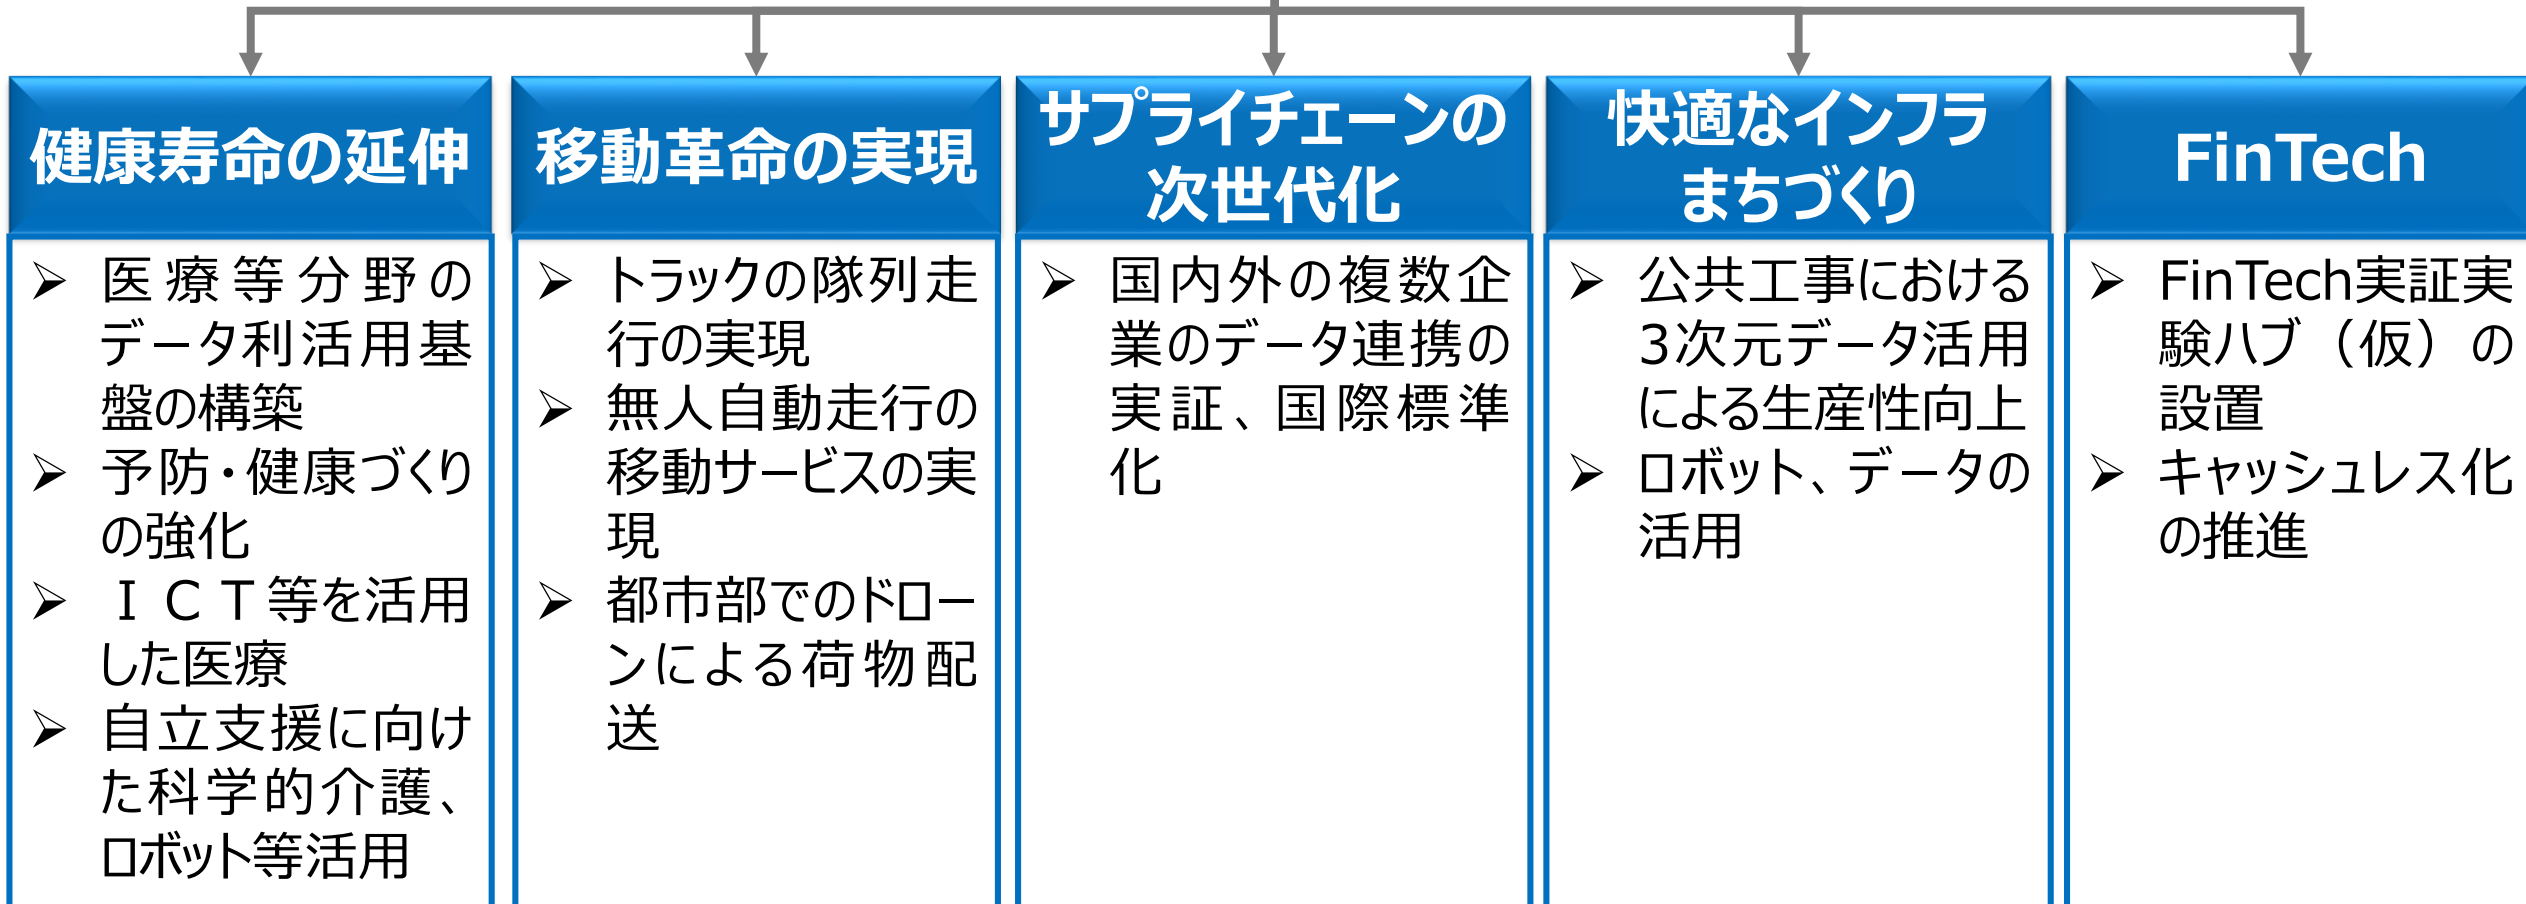 健康寿命の延伸
医療等分野の
データ利活用基
盤の構築
予防・健康づくり
の強化
ＩＣＴ等を活用
した医療
自立支援に向け
た科学的介護、
ロボット等活用
移動革命の実現
トラックの隊列走
行の実現
無人自動走行の
移動サービスの実
現
都市部でのドロー
ンによる荷物配
送
サプライチェーンの
次世代化
国内外の複数企
業のデータ連携の
実証、国際標準
化
快適なインフラ
まちづくり
公共工事における
3次元データ活用
による生産性向上
ロボット、データの
活用
FinTech
FinTech実証実
験ハブ（仮）の
設置
キャッシュレス化
の推進